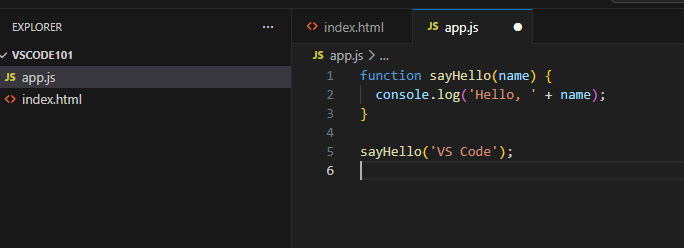 EXPLORER ...
VSCODE101
JS app.js
<> index.html
<> index.html JS app.js
JS app.js > ...
1 function sayHello(name) {
2 console.log('Hello, ' + name);
3 }
4
5 sayHello('VS Code');
6